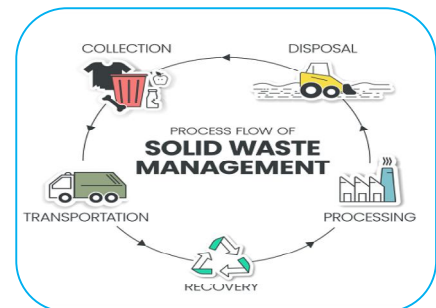 COLLECTION
DISPOSAL
PROCESS FLOW OF
SOLID WASTE
MANAGEMENT
TRANSPORTATION
PROCESSING
RECOVERY